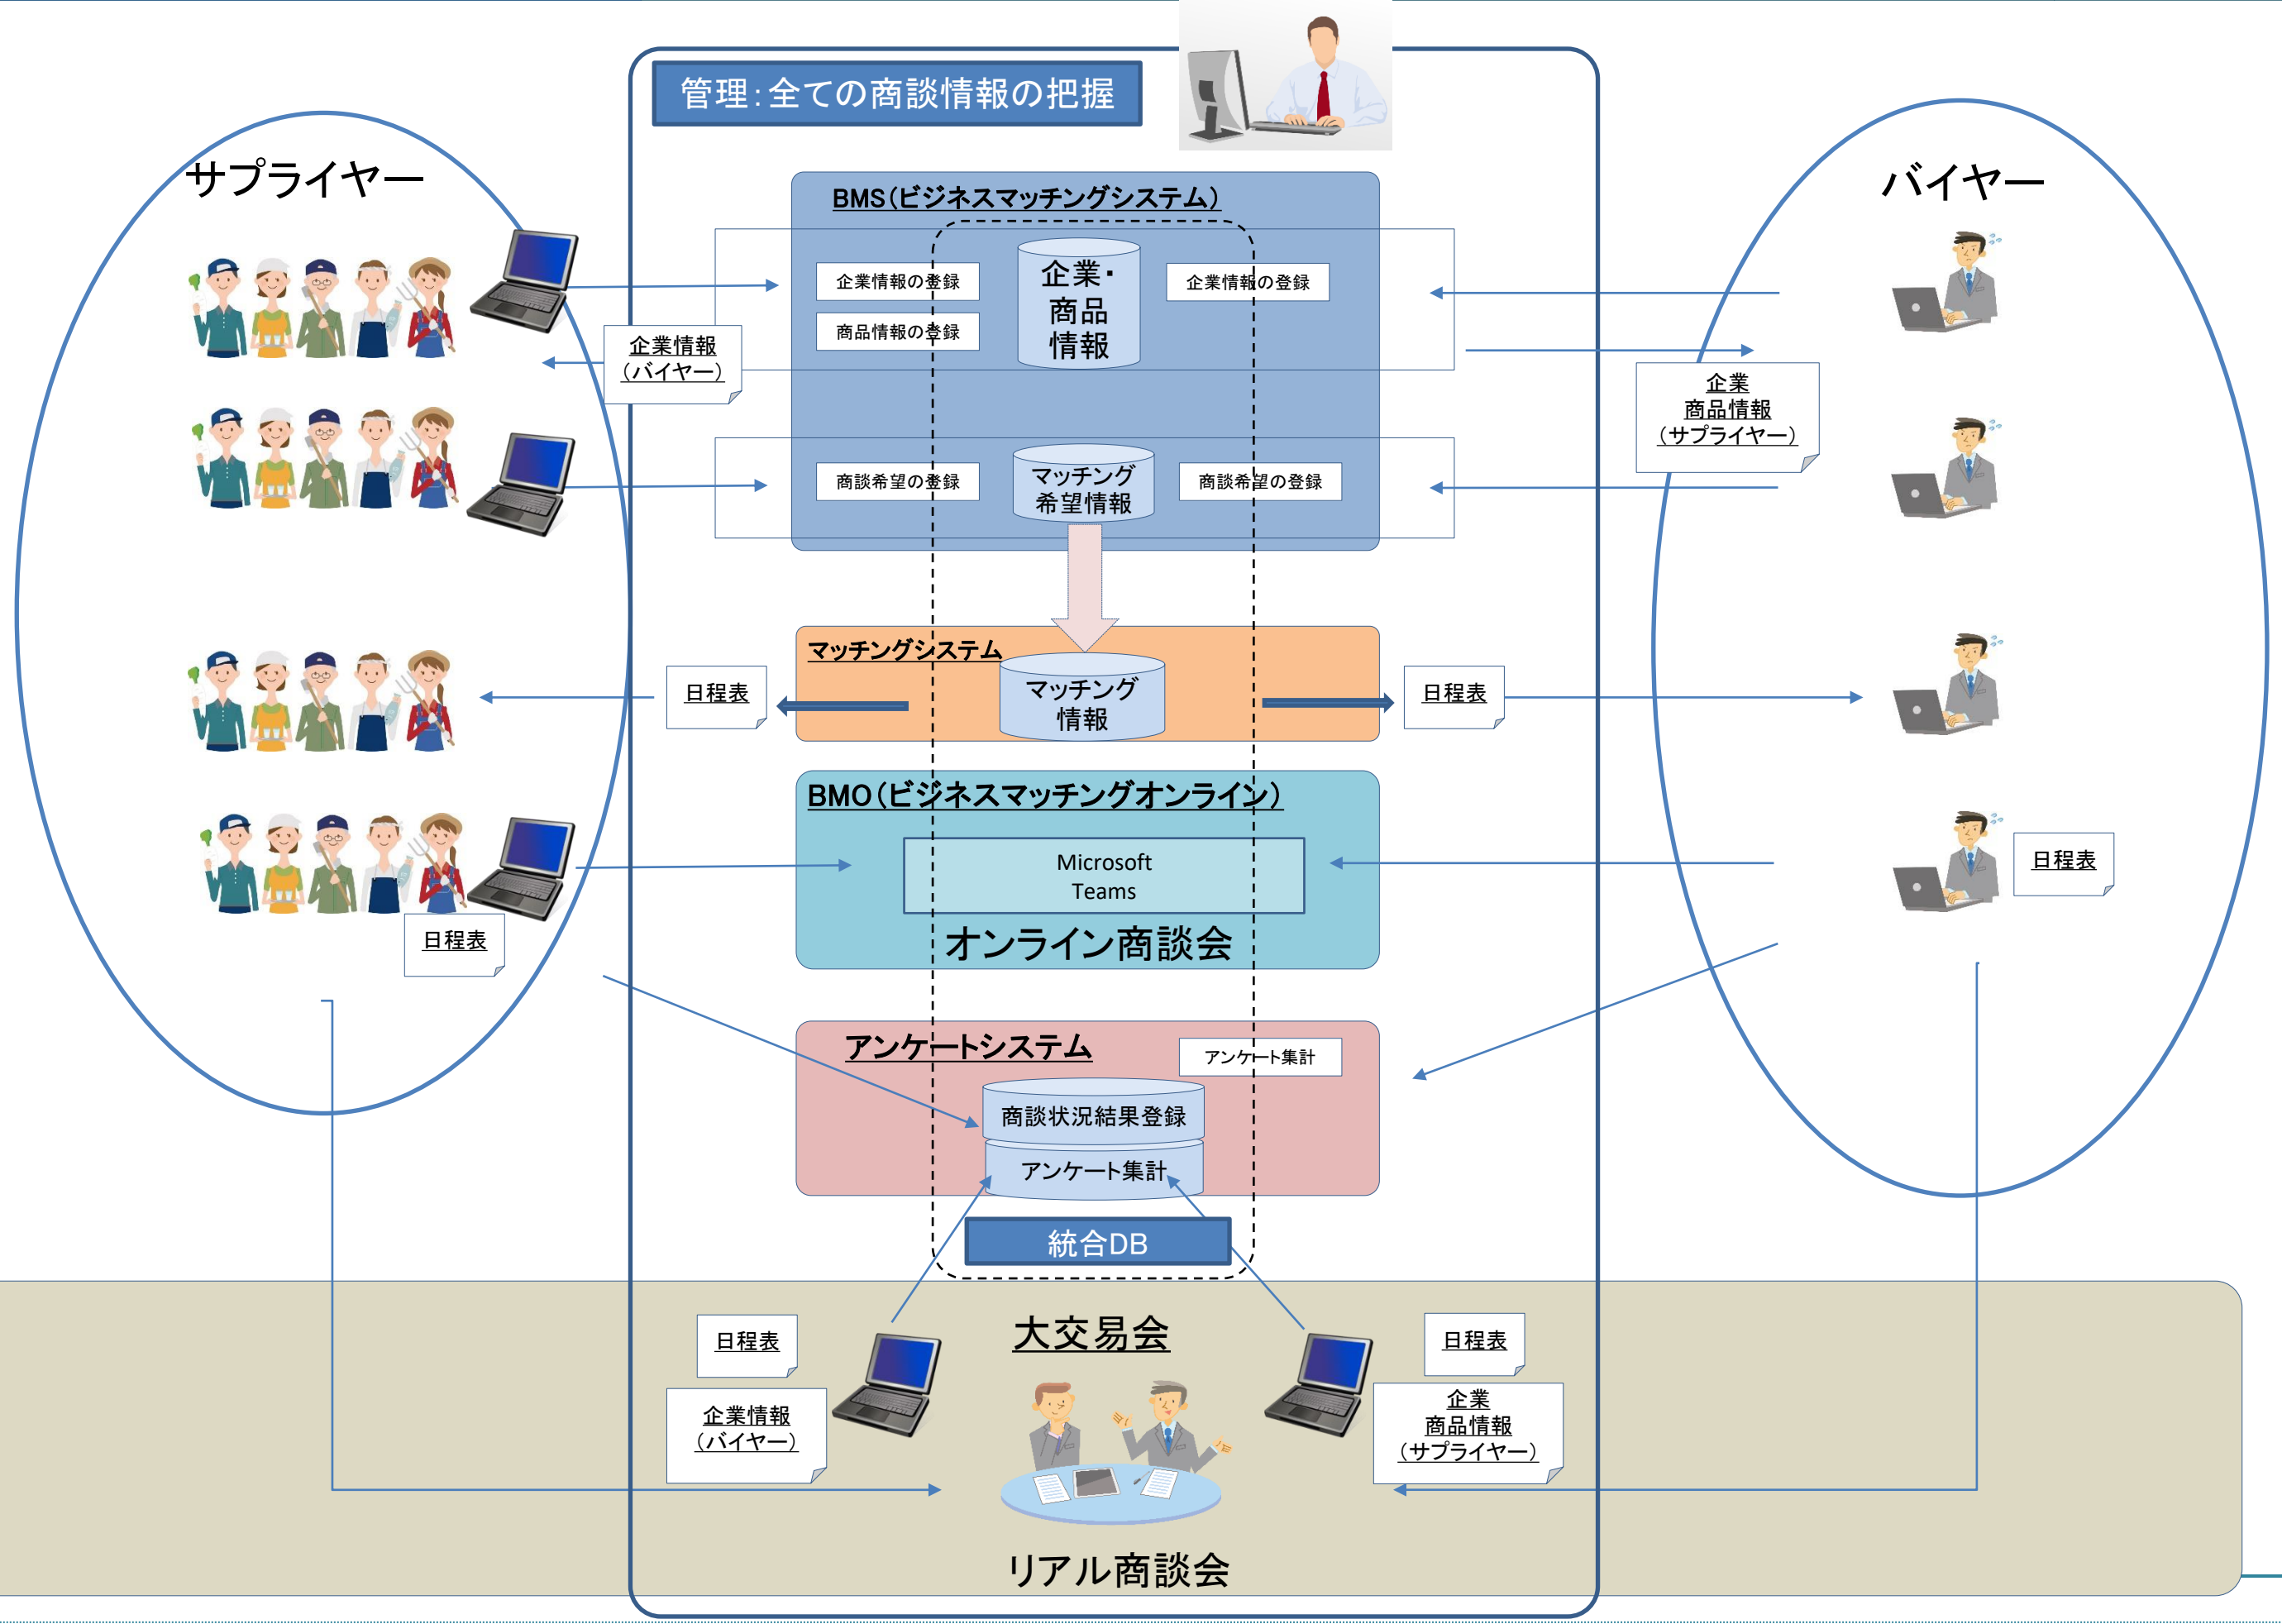 管理:全ての商談情報の把握
サプライヤー
バイヤー
BMS(ビジネスマッチングシステム)
企業情報の登録
商品情報の登録
企業・
商品
情報
企業情報の登録
企業情報
(バイヤー)
企業
商品情報
(サプライヤー)
商談希望の登録
マッチング
希望情報
商談希望の登録
マッチングシステム
日程表
マッチング
情報
日程表
BMO(ビジネスマッチングオンライン)
Microsoft
Teams
オンライン商談会
日程表
日程表
アンケートシステム
アンケート集計
商談状況結果登録
アンケート集計
統合DB
大交易会
日程表
企業情報
(バイヤー)
日程表
企業
商品情報
(サプライヤー)
リアル商談会